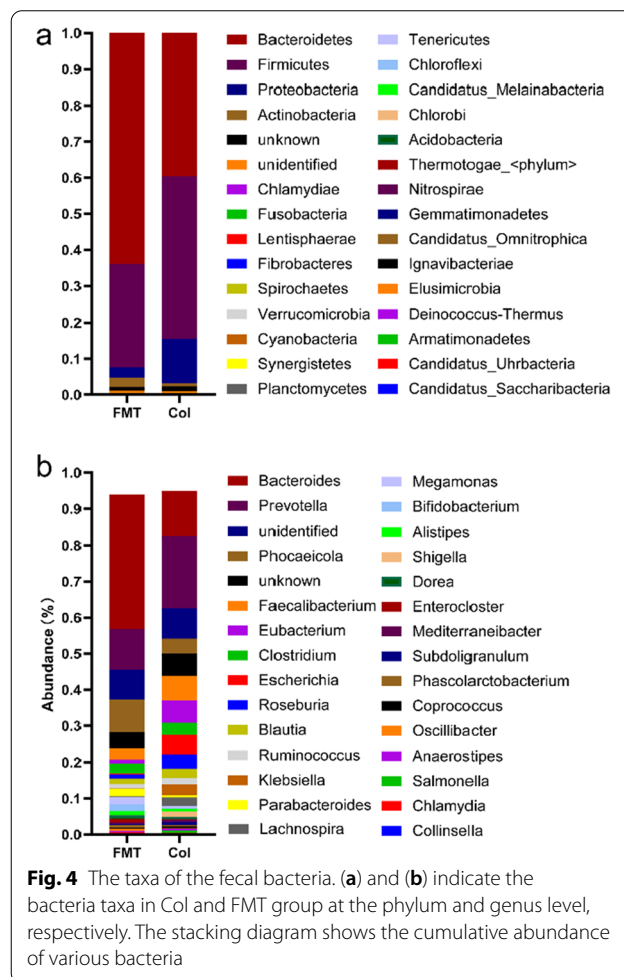 a
1.0
0.9
0.8
0.7
0.6
0.5
0.4
0.3
0.2
0.1
0.0
FMT Col
Bacteroidetes
Firmicutes
Proteobacteria
Actinobacteria
unknown
unidentified
Chlamydiae
Fusobacteria
Lentisphaerae
Fibrobacteres
Spirochaetes
Verrucomicrobia
Cyanobacteria
Synergistetes
Planctomycetes
Tenericutes
Chloroflexi
Candidatus_Melainabacteria
Chlorobi
Acidobacteria
Thermotogae_<phylum>
Nitrospirae
Gemmatimonadetes
Candidatus_Omnitrophica
Ignavibacteriae
Elusimicrobia
Deinococcus-Thermus
Armatimonadetes
Candidatus_Uhrbacteria
Candidatus_Saccharibacteria
b
Abundance (%)
1.0
0.9
0.8
0.7
0.6
0.5
0.4
0.3
0.2
0.1
0.0
FMT Col
Bacteroides
Prevotella
unidentified
Phocaeicola
unknown
Faecalibacterium
Eubacterium
Clostridium
Escherichia
Roseburia
Blautia
Ruminococcus
Klebsiella
Parabacteroides
Lachnospira
Megamonas
Bifidobacterium
Alistipes
Shigella
Dorea
Enterocloster
Mediterraneibacter
Subdoligranulum
Phascolarctobacterium
Coprococcus
Oscillibacter
Anaerostipes
Salmonella
Chlamydia
Collinsella
Fig. 4 The taxa of the fecal bacteria. (a) and (b) indicate the
bacteria taxa in Col and FMT group at the phylum and genus level,
respectively. The stacking diagram shows the cumulative abundance
of various bacteria